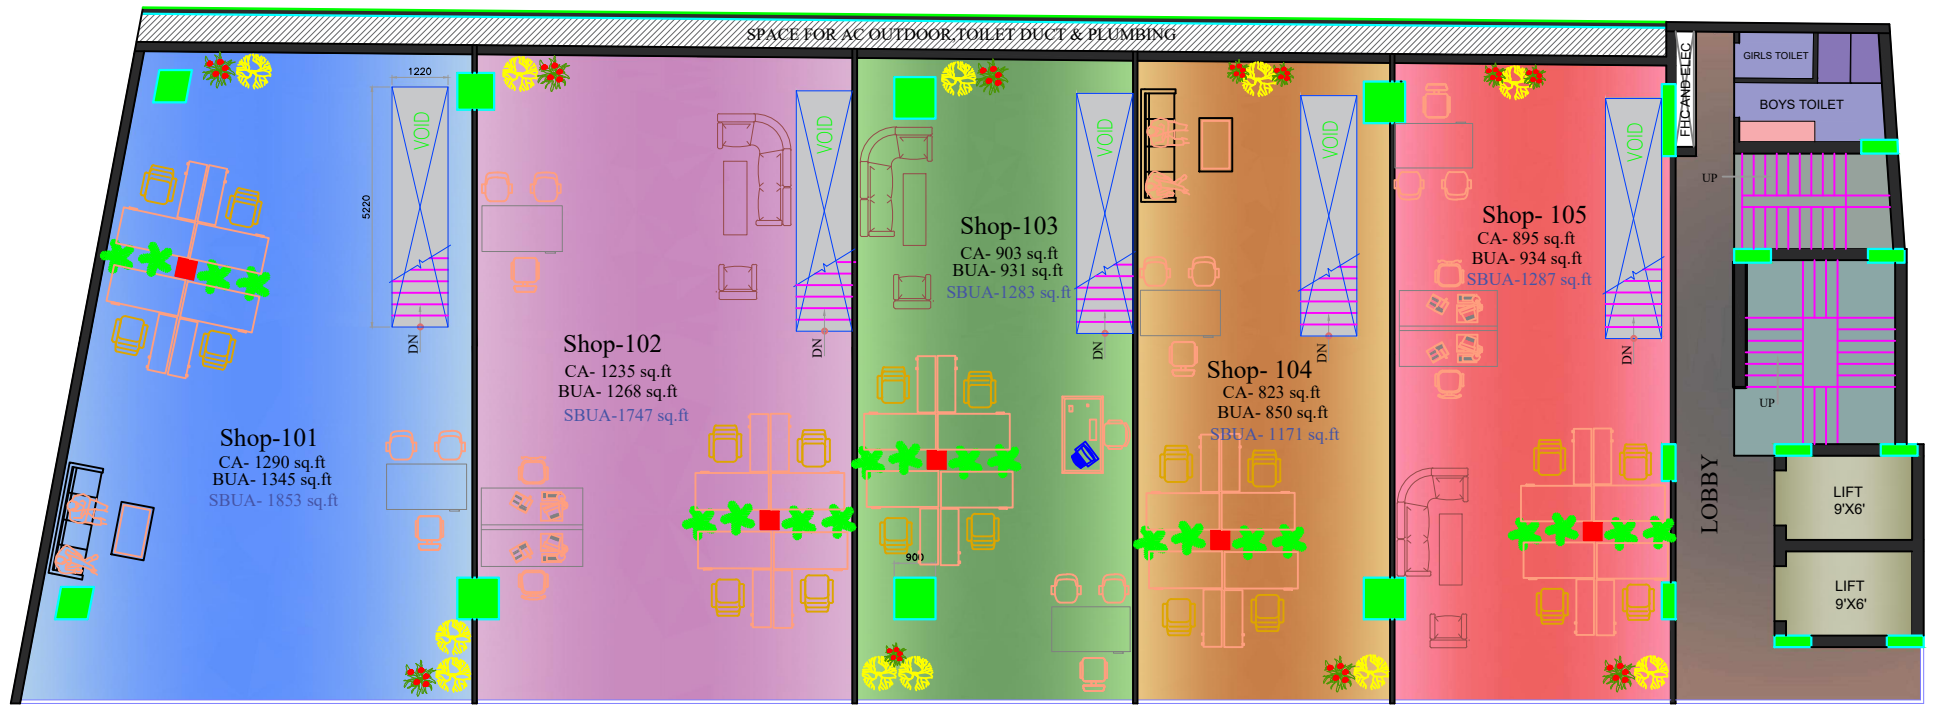 SPACE FOR AC OUTDOOR,TOILET DUCT & PLUMBING
FHC AND ELEC
GIRLS TOILET
BOYS TOILET
UP
UP
LOBBY
LIFT
9'X6'
LIFT
9'X6'
1220
5220
VOID
DN
Shop-101
CA- 1290 sq.ft
BUA- 1345 sq.ft
SBUA- 1853 sq.ft
VOID
DN
Shop-102
CA- 1235 sq.ft
BUA- 1268 sq.ft
SBUA-1747 sq.ft
VOID
DN
Shop-103
CA- 903 sq.ft
BUA- 931 sq.ft
SBUA-1283 sq.ft
900
VOID
DN
Shop- 104
CA- 823 sq.ft
BUA- 850 sq.ft
SBUA- 1171 sq.ft
VOID
DN
Shop- 105
CA- 895 sq.ft
BUA- 934 sq.ft
SBUA-1287 sq.ft